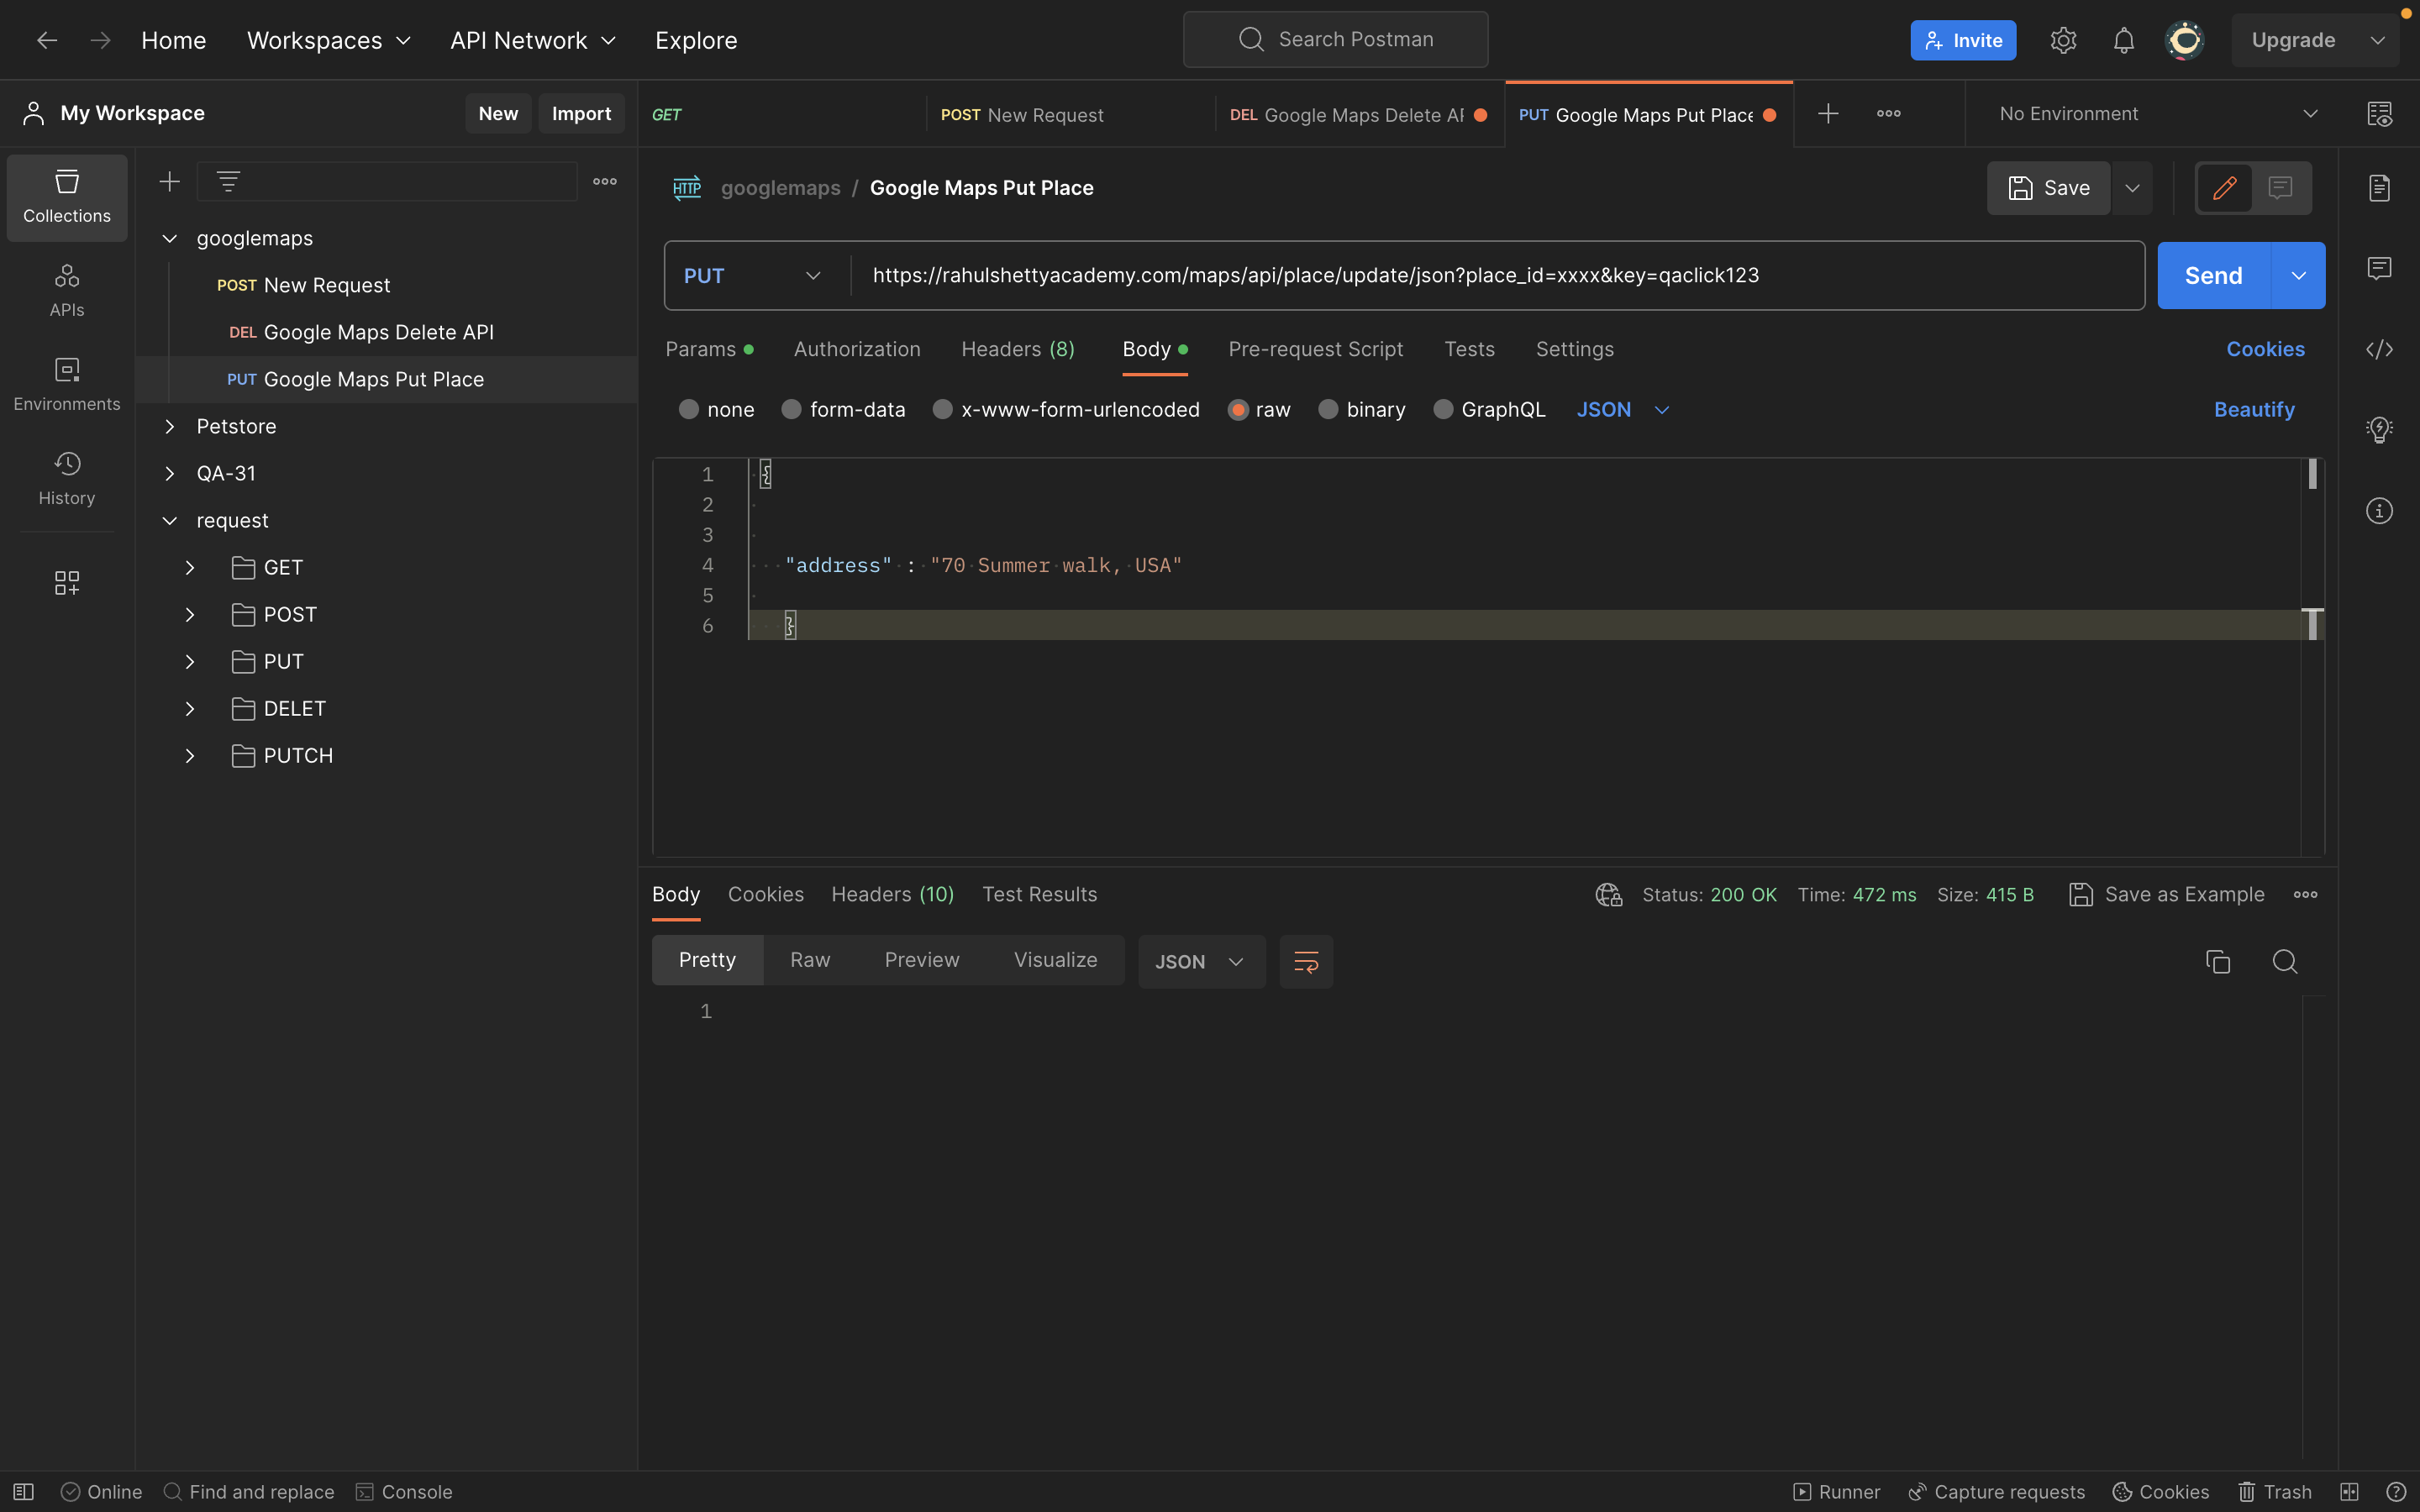 Home Workspaces API Network Explore Search Postman Invite Upgrade
My Workspace New Import
GET
POST New Request
DEL Google Maps Delete AP
PUT Google Maps Put Place
No Environment
Collections
APIs
Environments
History
googlemaps
POST New Request
DEL Google Maps Delete API
PUT Google Maps Put Place
Petstore
QA-31
request
GET
POST
PUT
DELET
PUTCH
HTTP googlemaps / Google Maps Put Place Save
PUT https://rahulshettyacademy.com/maps/api/place/update/json?place_id=xxxx&key=qaclick123 Send
Params Authorization Headers (8) Body Pre-request Script Tests Settings Cookies
none form-data x-www-form-urlencoded raw binary GraphQL JSON Beautify
1 {
2
3
4 "address" : "70 Summer walk, USA"
5
6 }
Body Cookies Headers (10) Test Results Status: 200 OK Time: 472 ms Size: 415 B Save as Example
Pretty Raw Preview Visualize JSON
1
Online Find and replace Console Runner Capture requests Cookies Trash